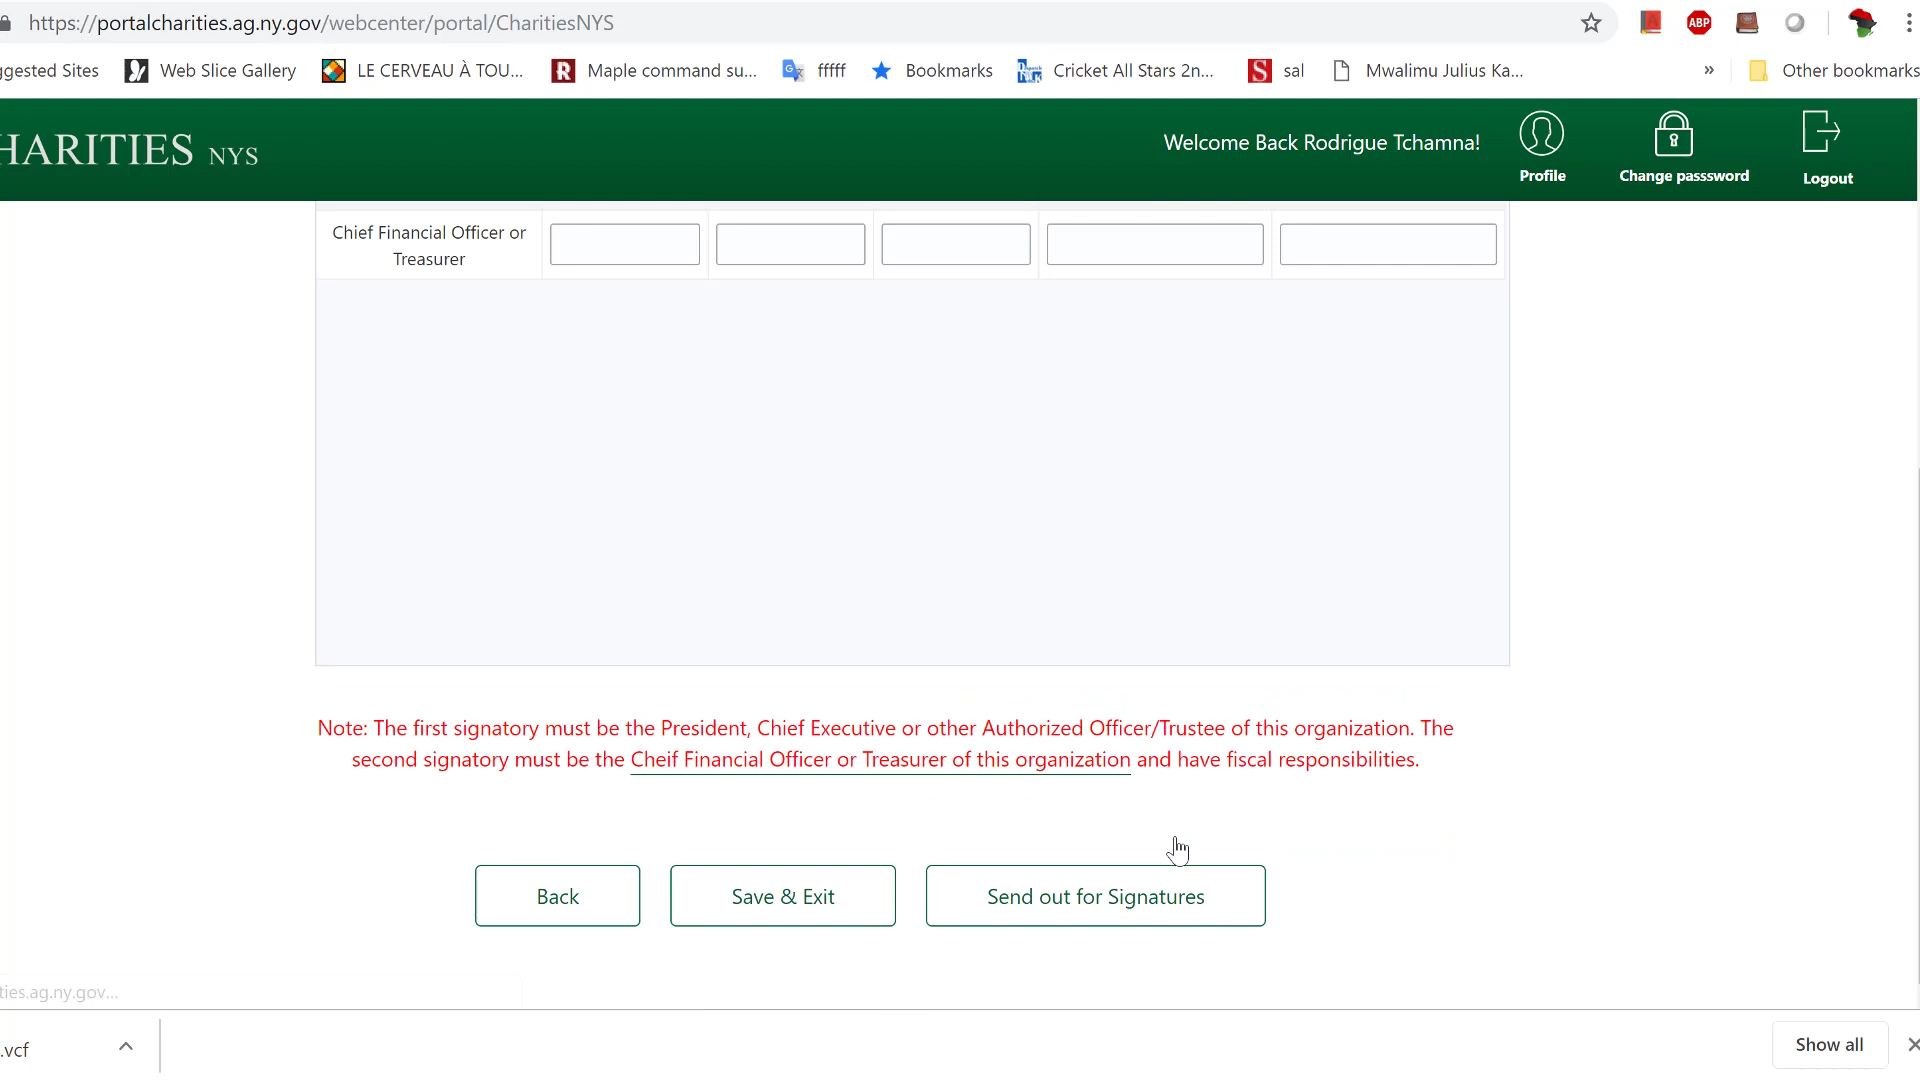 https://portalcharities.ag.ny.gov/webcenter/portal/CharitiesNYS
ABP
ggested Sites Web Slice Gallery LE CERVEAU À TOU... Maple command su... fffff Bookmarks Cricket All Stars 2n... sal Mwalimu Julius Ka... » Other bookmarks
HARITIES NYS
Welcome Back Rodrigue Tchamna!
Profile
Change passsword
Logout
Chief Financial Officer or
Treasurer
Note: The first signatory must be the President, Chief Executive or other Authorized Officer/Trustee of this organization. The
second signatory must be the Cheif Financial Officer or Treasurer of this organization and have fiscal responsibilities.
Back
Save & Exit
Send out for Signatures
ties.ag.ny.gov...
.vcf
Show all